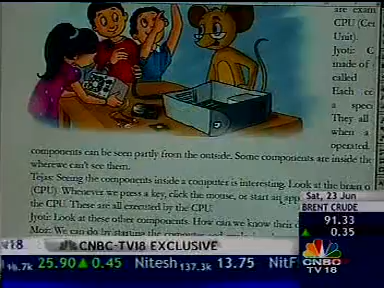 are exam
CPU (Cen
Unit).
Jyoti: C
made of
called
Each co
a speci
They all
when a
operated.
components can be seen partly from the outside. Some components are inside the
wherewe can't see them.
Tejas: Seeing the components inside a computer is interesting. Look at the brain o
(CPU). Whenever we press a key, click the mouse, or start an app
the CPU. These are all executed by the CPU
Jyoti: Look at these other components. How can we know their
Moz: We can do by starting the computer and
Sat, 23 Jun
BRENT CRUDE
91.33
▲ 0.35
CNBC
TV18
CNBC-TV18 EXCLUSIVE
25.90 ▲ 0.45 Nitesh 137.3k 13.75 NitF